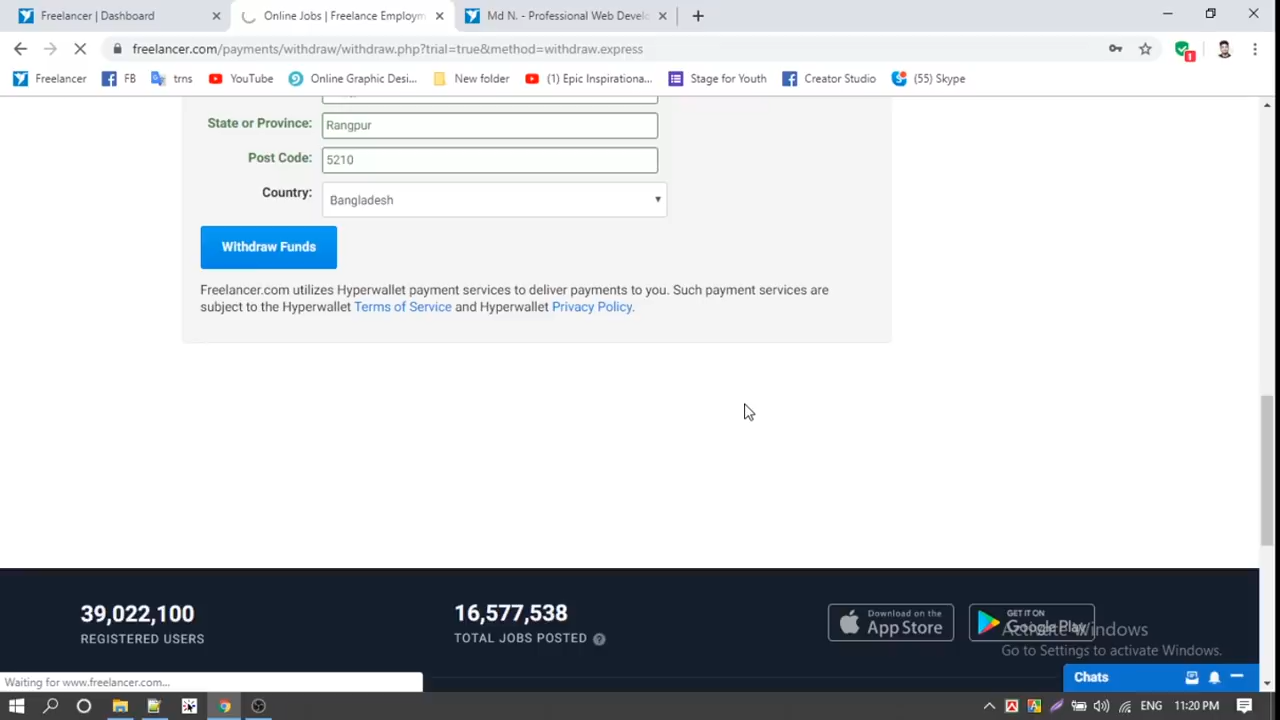 Freelancer | Dashboard
Online Jobs | Freelance Employm
Md N. - Professional Web Develo
freelancer.com/payments/withdraw/withdraw.php?trial=true&method=withdraw.express
Freelancer
FB
trns
YouTube
Online Graphic Desi...
New folder
(1) Epic Inspirationa...
Stage for Youth
Creator Studio
(55) Skype
State or Province:
Rangpur
Post Code:
5210
Country:
Bangladesh
Withdraw Funds
Freelancer.com utilizes Hyperwallet payment services to deliver payments to you. Such payment services are
subject to the Hyperwallet Terms of Service and Hyperwallet Privacy Policy.
39,022,100
REGISTERED USERS
16,577,538
TOTAL JOBS POSTED ?
Download on the
App Store
GET IT ON
Google Play
Activate Windows
Go to Settings to activate Windows.
Chats
Waiting for www.freelancer.com...
ENG
11:20 PM